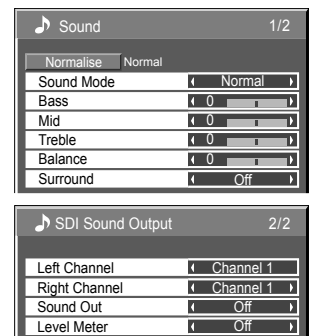 Sound 1/2
Normalise Normal
Sound Mode Normal
Bass 0
Mid 0
Treble 0
Balance 0
Surround Off
SDI Sound Output 2/2
Left Channel Channel 1
Right Channel Channel 1
Sound Out Off
Level Meter Off